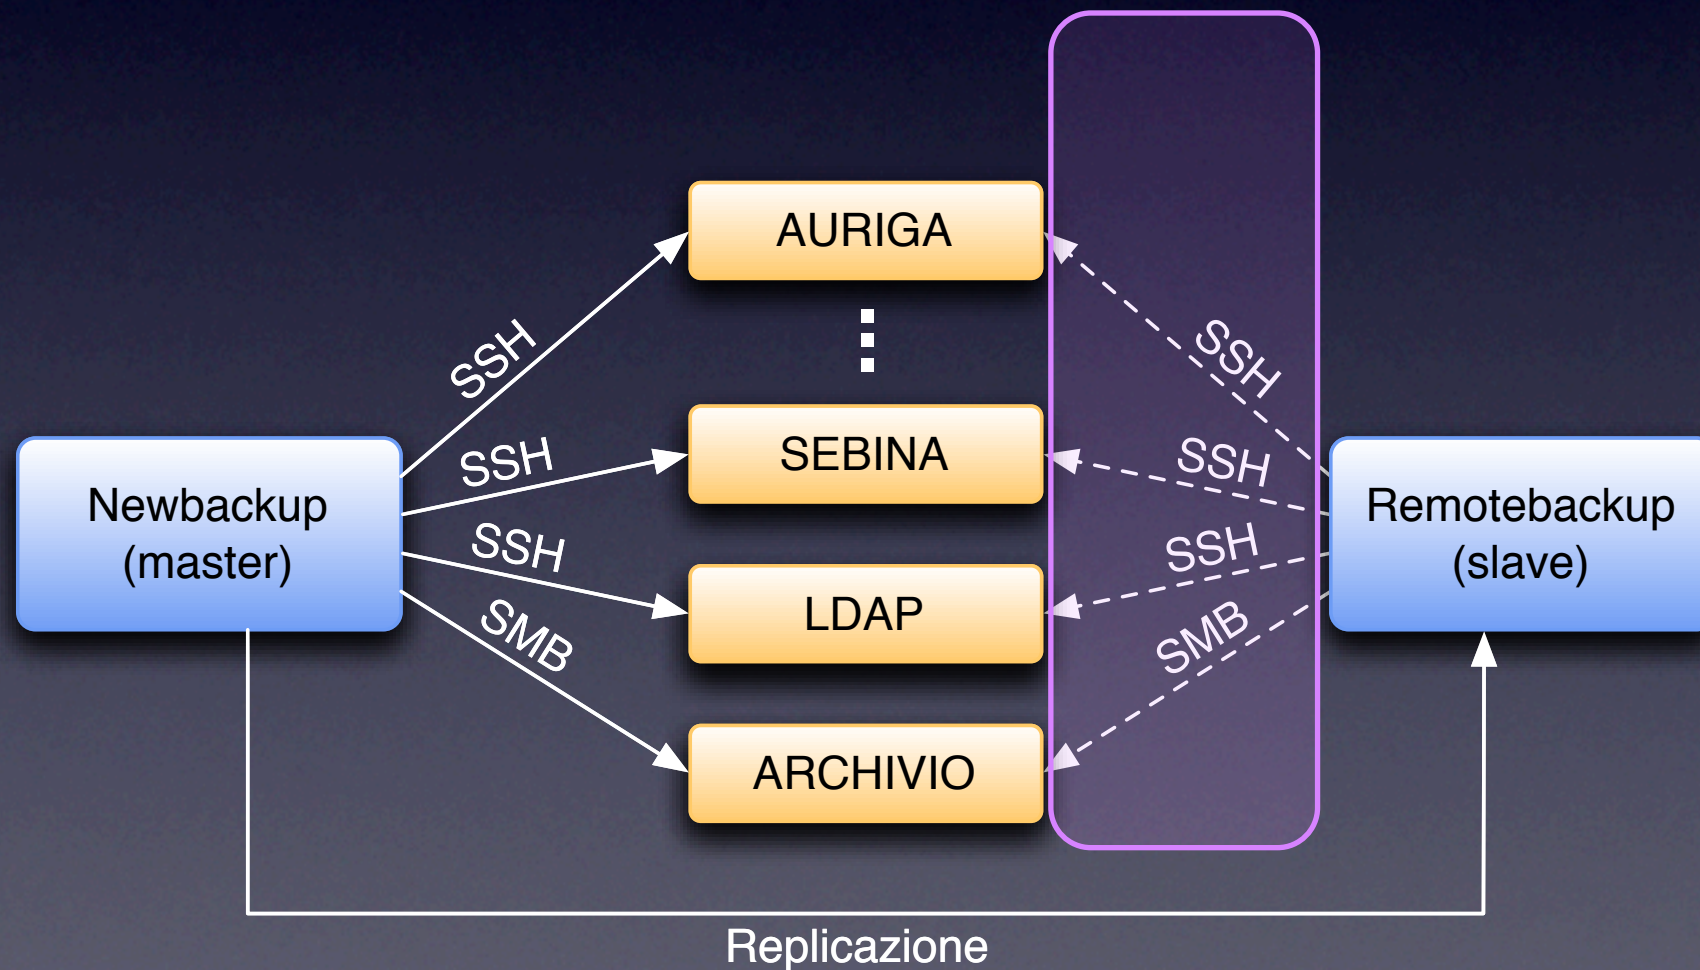 AURIGA
SSH
SSH
SEBINA
SSH
SSH
Newbackup
(master)
Remotebackup
(slave)
SSH
SSH
LDAP
SMB
SMB
ARCHIVIO
Replicazione